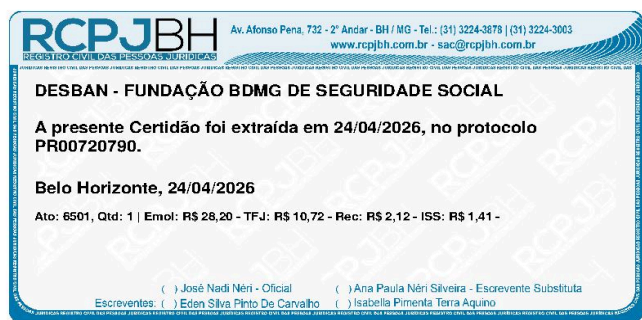 RCPJBH
REGISTRO CIVIL DAS PESSOAS JURÍDICAS
Av. Afonso Pena, 732 - 2º Andar - BH / MG - Tel.: (31) 3224-3878 | (31) 3224-3003
www.rcpjbh.com.br - sac@rcpjbh.com.br
DESBAN - FUNDAÇÃO BDMG DE SEGURIDADE SOCIAL
A presente Certidão foi extraída em 24/04/2026, no protocolo
PR00720790.
Belo Horizonte, 24/04/2026
Ato: 6501, Qtd: 1 | Emol: R$ 28,20 - TFJ: R$ 10,72 - Rec: R$ 2,12 - ISS: R$ 1,41 -
( ) José Nadi Néri - Oficial ( ) Ana Paula Néri Silveira - Escrevente Substituta
Escreventes: ( ) Eden Silva Pinto De Carvalho ( ) Isabella Pimenta Terra Aquino